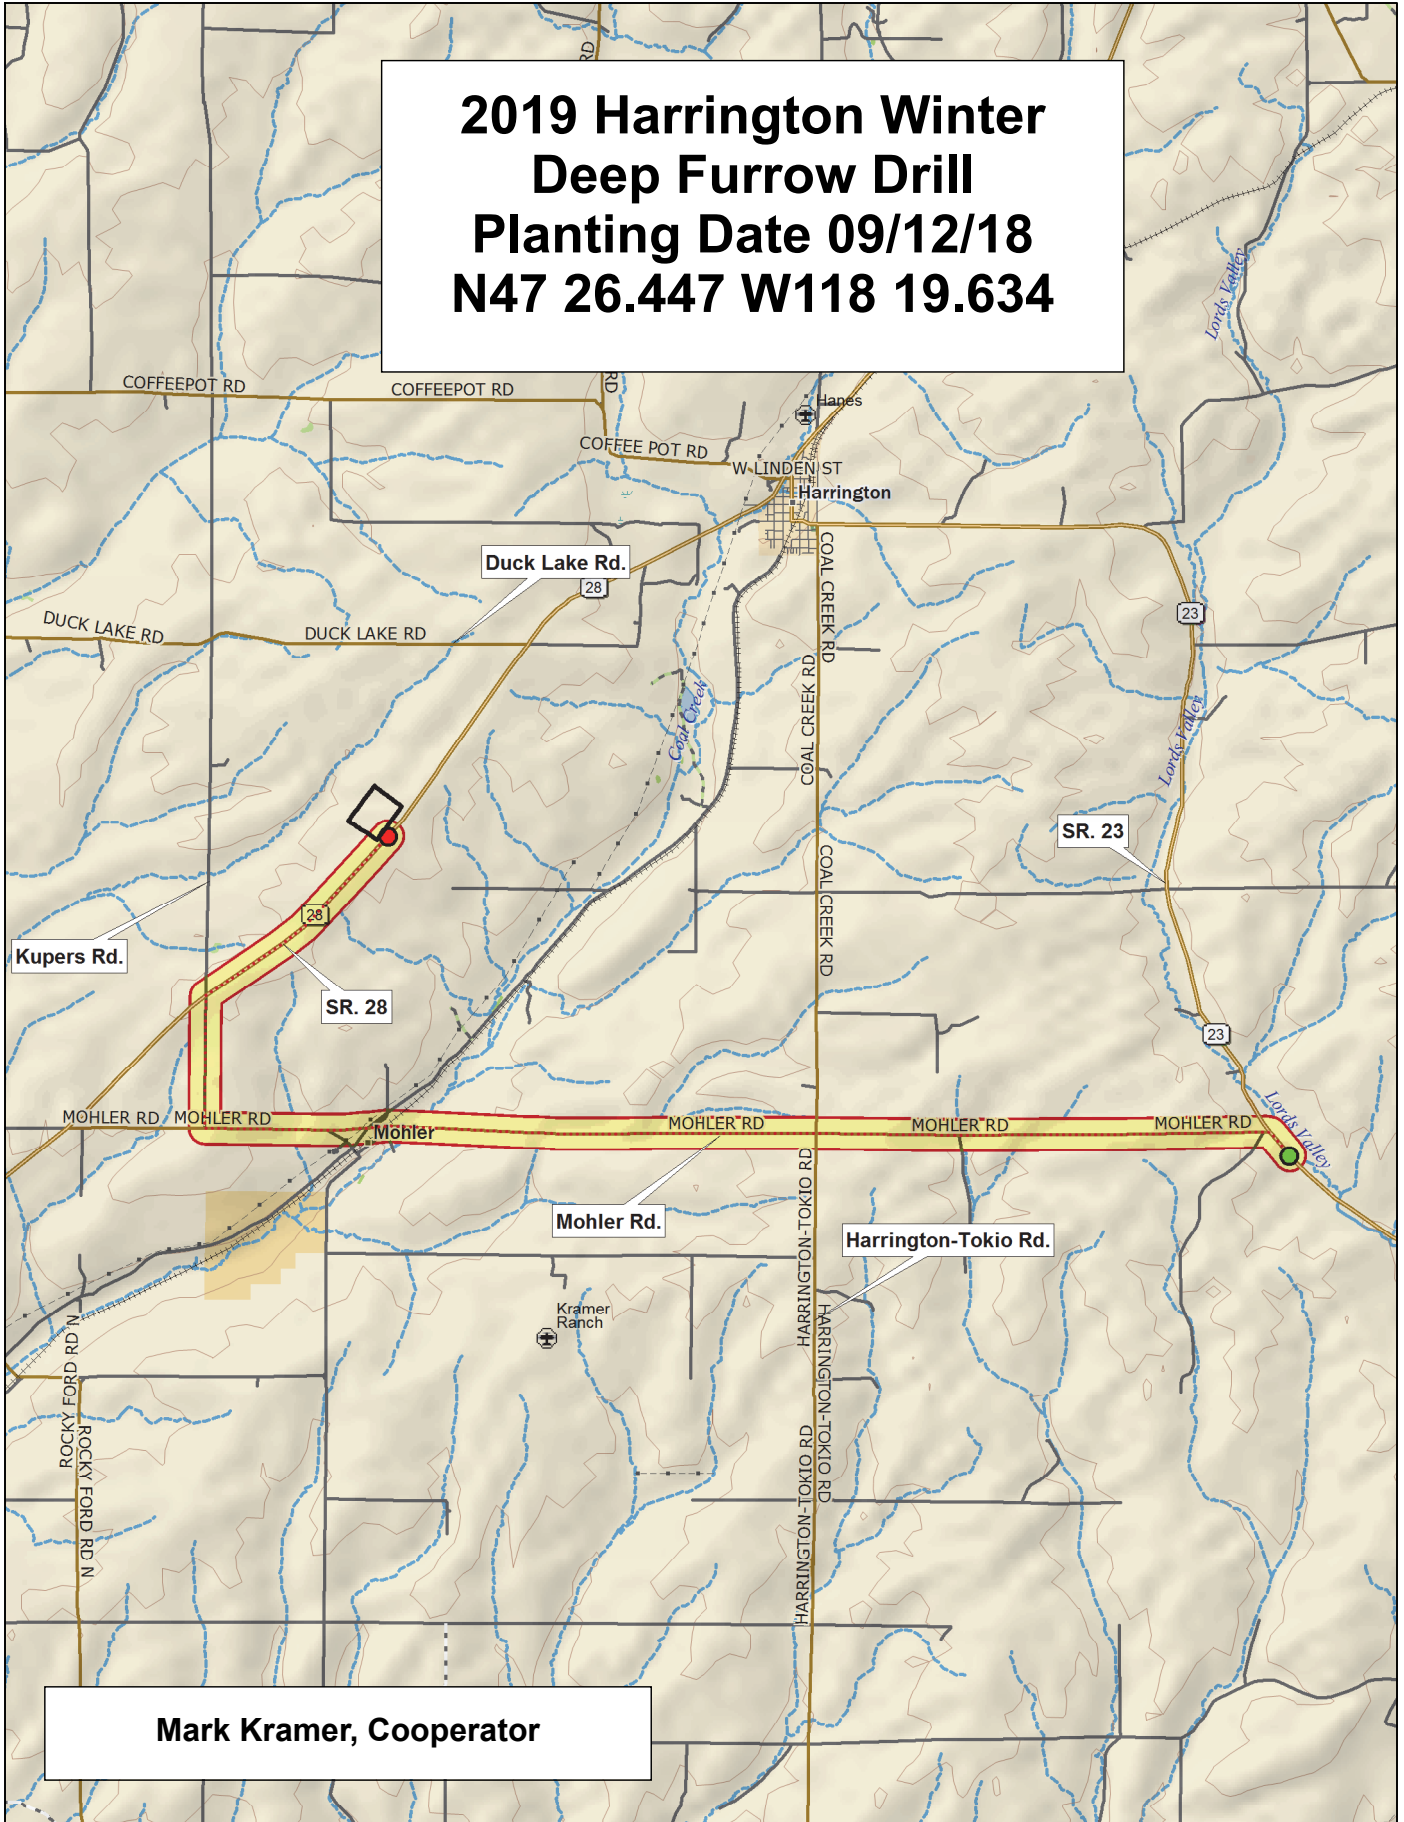 RD
2019 Harrington Winter
Deep Furrow Drill
Planting Date 09/12/18
N47 26.447 W118 19.634
Lords Valley
RD
COFFEEPOT RD
COFFEEPOT RD
Hanes
COFFEE POT RD
W LINDEN ST
Harrington
Duck Lake Rd.
28
COAL CREEK RD
23
DUCK LAKE RD
DUCK LAKE RD
COAL CREEK RD
Coal Creek
Lords Valley
SR. 23
COAL CREEK RD
28
Kupers Rd.
SR. 28
23
MOHLER RD
MOHLER RD
Mohler
MOHLER RD
MOHLER RD
MOHLER RD
Lords Valley
Mohler Rd.
HARRINGTON-TOKIO RD
Harrington-Tokio Rd.
Kramer
Ranch
HARRINGTON-TOKIO RD
ROCKY FORD RD N
ROCKY FORD RD N
HARRINGTON-TOKIO RD
Mark Kramer, Cooperator